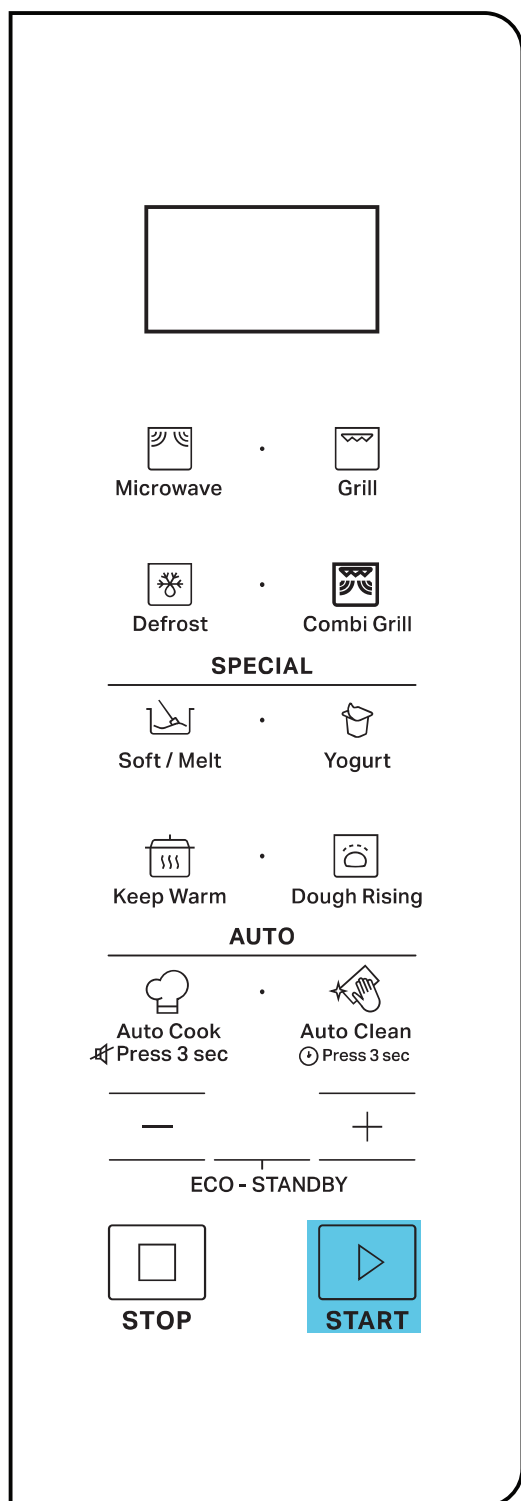 Microwave Grill
Defrost Combi Grill
SPECIAL
Soft / Melt Yogurt
Keep Warm Dough Rising
AUTO
Auto Cook Auto Clean
Press 3 sec Press 3 sec
ECO - STANDBY
STOP START